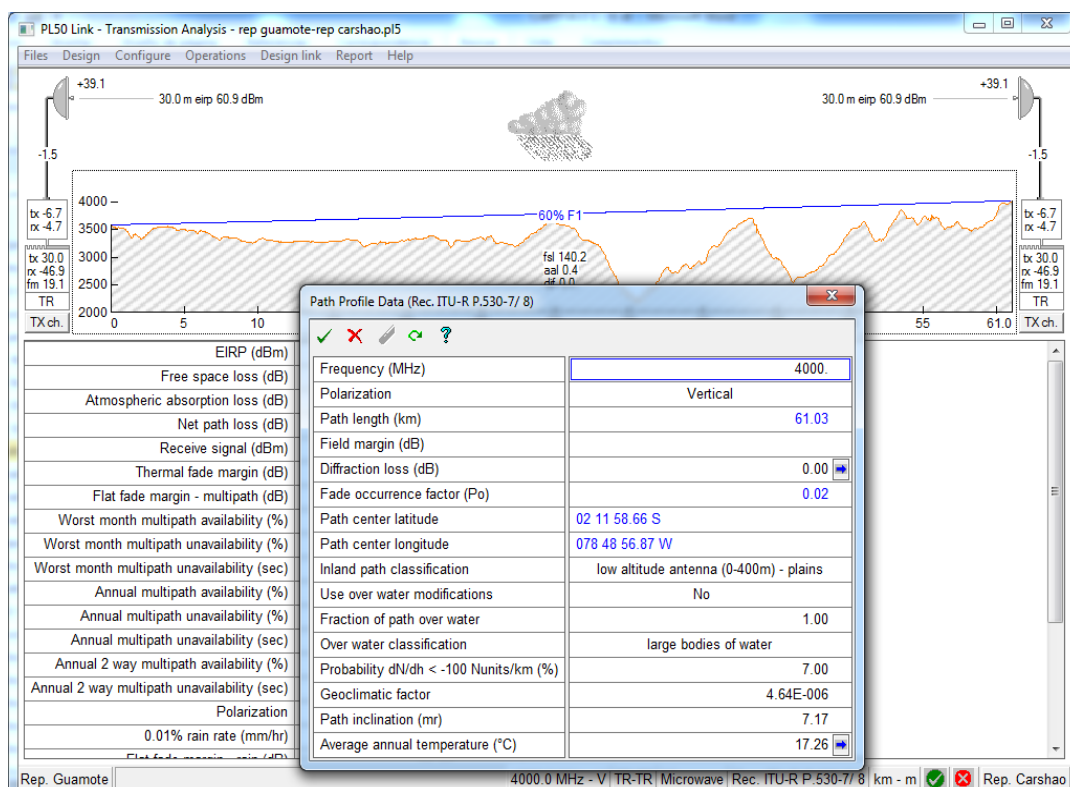 PL50 Link - Transmission Analysis - rep guamote-rep carshao.pl5
Files Design Configure Operations Design link Report Help
+39.1
30.0 m eirp 60.9 dBm
30.0 m eirp 60.9 dBm
+39.1
-1.5
-1.5
tx -6.7
rx -4.7
tx 30.0
rx -46.9
fm 19.1
TR
TX ch.
4000
3500
3000
2500
2000
60% F1
fsl 140.2
aal 0.4
0 5 10 55 61.0
tx -6.7
rx -4.7
tx 30.0
rx -46.9
fm 19.1
TR
TX ch.
EIRP (dBm)
Free space loss (dB)
Atmospheric absorption loss (dB)
Net path loss (dB)
Receive signal (dBm)
Thermal fade margin (dB)
Flat fade margin - multipath (dB)
Worst month multipath availability (%)
Worst month multipath unavailability (%)
Worst month multipath unavailability (sec)
Annual multipath availability (%)
Annual multipath unavailability (%)
Annual multipath unavailability (sec)
Annual 2 way multipath availability (%)
Annual 2 way multipath unavailability (sec)
Polarization
0.01% rain rate (mm/hr)
Path Profile Data (Rec. ITU-R P.530-7/ 8)
Frequency (MHz) 4000.
Polarization Vertical
Path length (km) 61.03
Field margin (dB)
Diffraction loss (dB) 0.00
Fade occurrence factor (Po) 0.02
Path center latitude 02 11 58.66 S
Path center longitude 078 48 56.87 W
Inland path classification low altitude antenna (0-400m) - plains
Use over water modifications No
Fraction of path over water 1.00
Over water classification large bodies of water
Probability dN/dh < -100 Nunits/km (%) 7.00
Geoclimatic factor 4.64E-006
Path inclination (mr) 7.17
Average annual temperature (°C) 17.26
Rep. Guamote 4000.0 MHz - V TR-TR Microwave Rec. ITU-R P.530-7/ 8 km - m Rep. Carshao